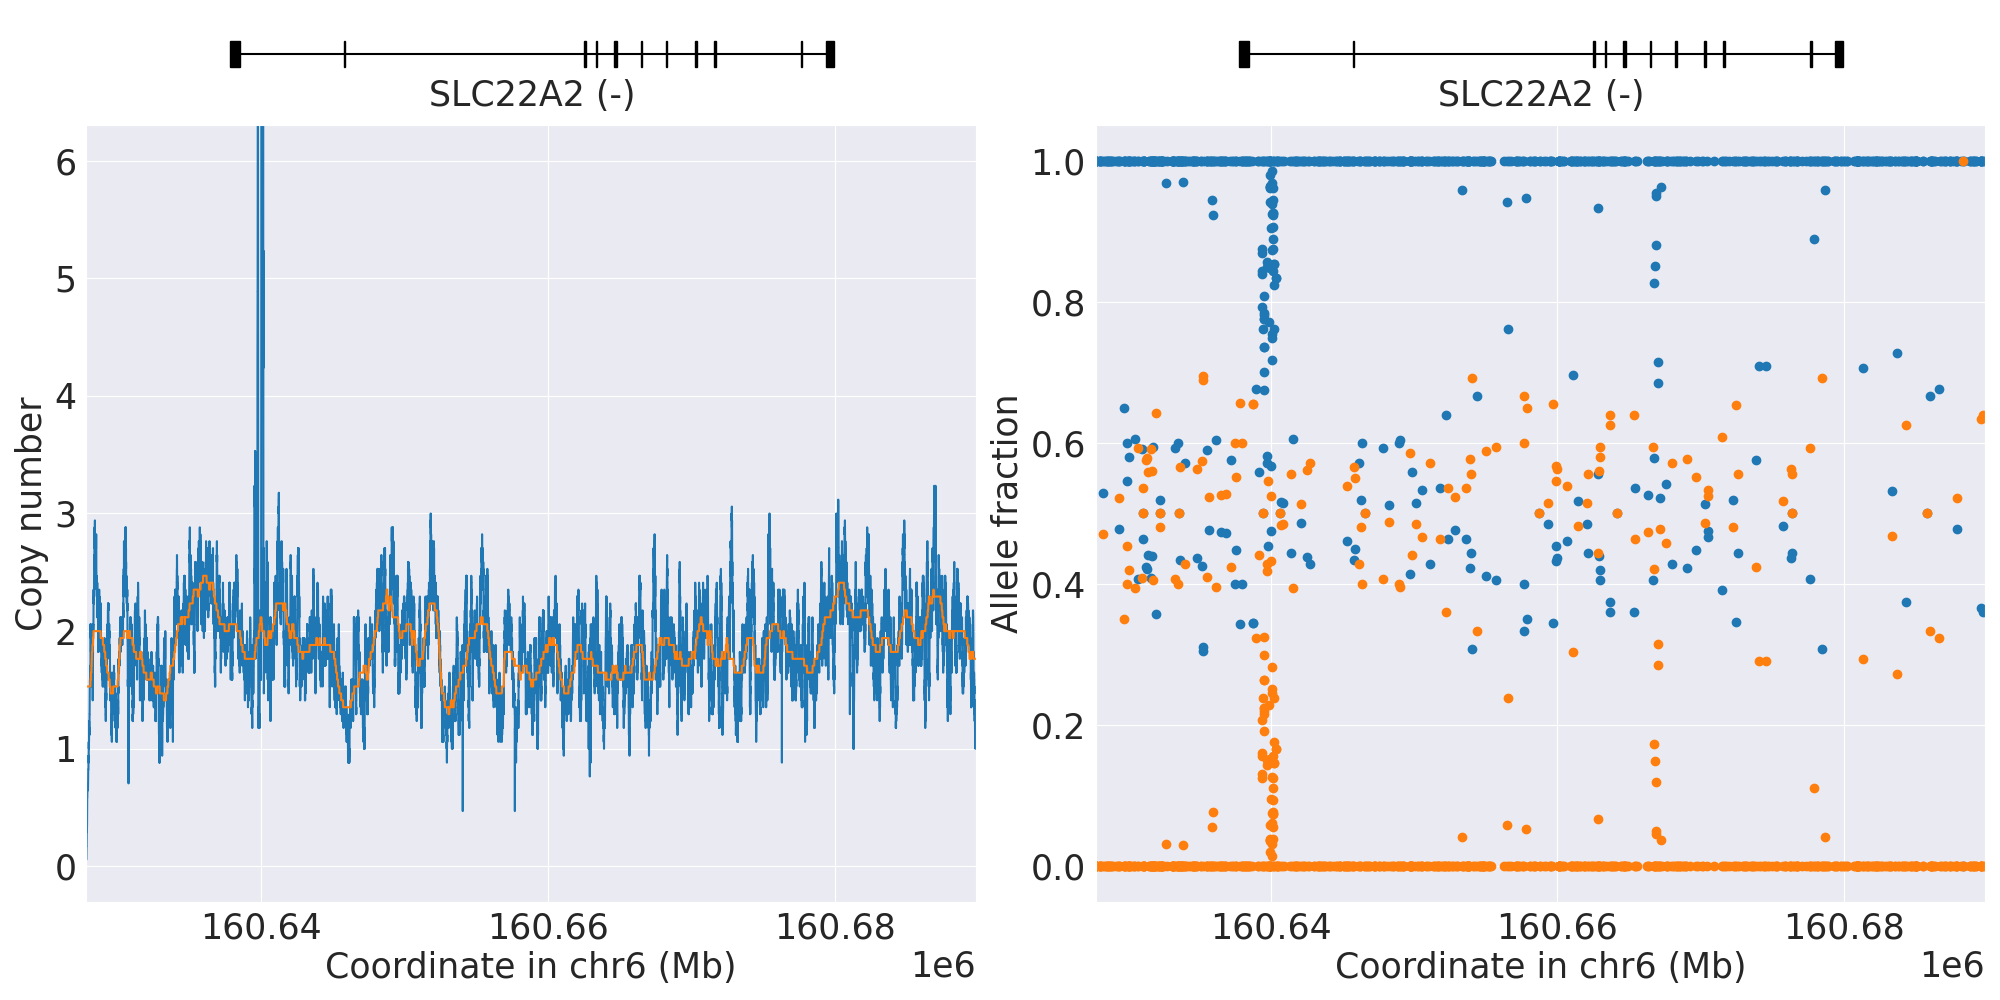 SLC22A2 (-)
SLC22A2 (-)
6
5
4
3
2
1
0
Copy number
160.64
160.66
160.68
Coordinate in chr6 (Mb)
1e6
1.0
0.8
0.6
0.4
0.2
0.0
Allele fraction
160.64
160.66
160.68
Coordinate in chr6 (Mb)
1e6